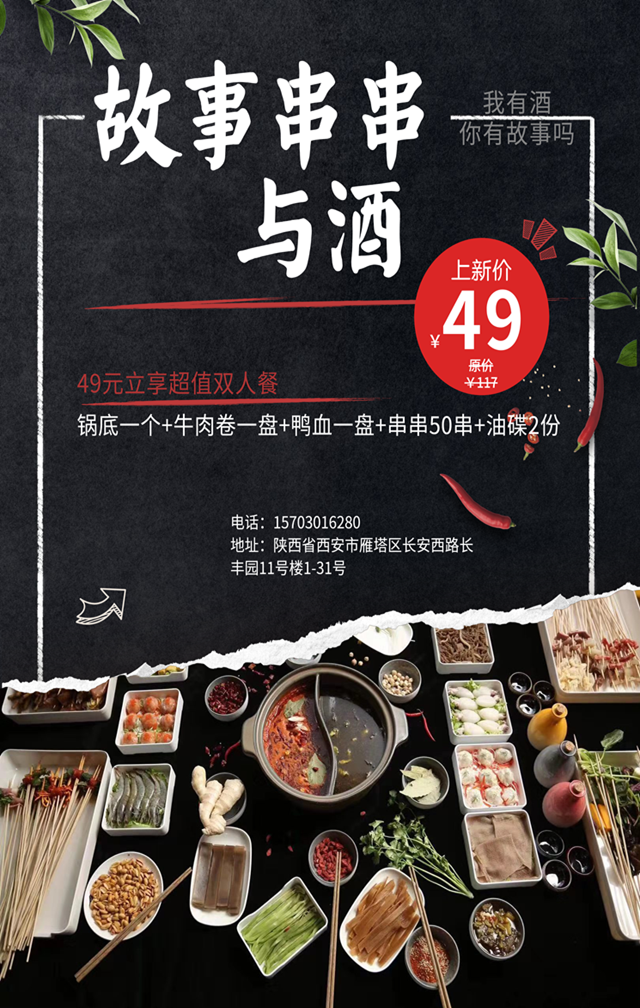 故事串串
与酒
我有酒
你有故事吗
上新价
¥49
原价
¥117
49元立享超值双人餐
锅底一个+牛肉卷一盘+鸭血一盘+串串50串+油碟2份
电话：15703016280
地址：陕西省西安市雁塔区长安西路长
丰园11号楼1-31号